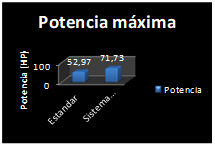 Potencia máxima
Potencia (HP)
100
0
52,97
71,73
Estandar
Sistema...
Potencia